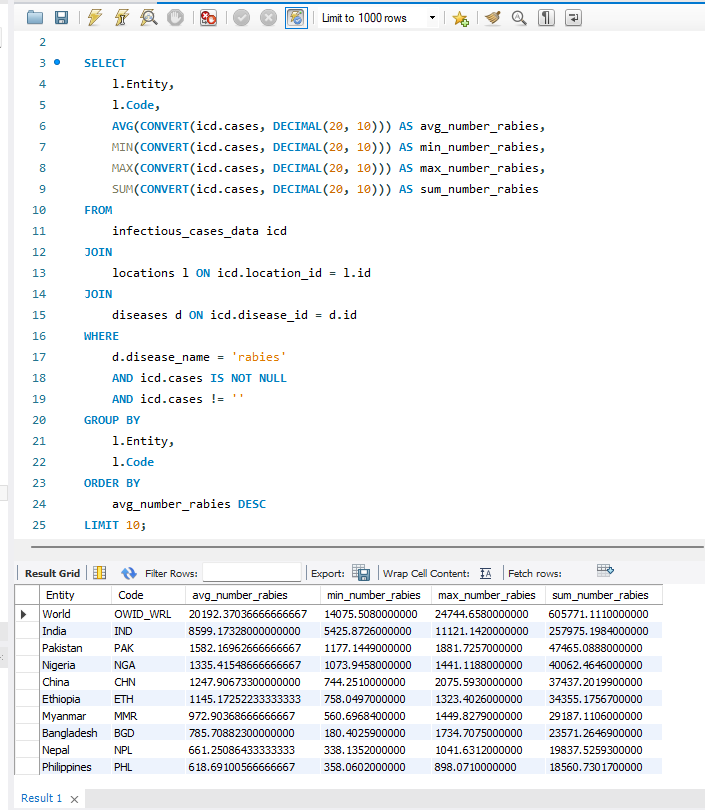 Limit to 1000 rows
2
3 SELECT
4 l.Entity,
5 l.Code,
6 AVG(CONVERT(icd.cases, DECIMAL(20, 10))) AS avg_number_rabies,
7 MIN(CONVERT(icd.cases, DECIMAL(20, 10))) AS min_number_rabies,
8 MAX(CONVERT(icd.cases, DECIMAL(20, 10))) AS max_number_rabies,
9 SUM(CONVERT(icd.cases, DECIMAL(20, 10))) AS sum_number_rabies
10 FROM
11 infectious_cases_data icd
12 JOIN
13 locations l ON icd.location_id = l.id
14 JOIN
15 diseases d ON icd.disease_id = d.id
16 WHERE
17 d.disease_name = 'rabies'
18 AND icd.cases IS NOT NULL
19 AND icd.cases != ''
20 GROUP BY
21 l.Entity,
22 l.Code
23 ORDER BY
24 avg_number_rabies DESC
25 LIMIT 10;
Result Grid Filter Rows: Export: Wrap Cell Content: Fetch rows:
Entity Code avg_number_rabies min_number_rabies max_number_rabies sum_number_rabies
World OWID_WRL 20192.37036666666667 14075.5080000000 24744.6580000000 605771.1110000000
India IND 8599.17328000000000 5425.8726000000 11121.1420000000 257975.1984000000
Pakistan PAK 1582.16962666666667 1177.1449000000 1881.7257000000 47465.0888000000
Nigeria NGA 1335.41548666666667 1073.9458000000 1441.1188000000 40062.4646000000
China CHN 1247.90673300000000 744.2510000000 2075.5930000000 37437.2019900000
Ethiopia ETH 1145.17252233333333 758.0497000000 1323.4026000000 34355.1756700000
Myanmar MMR 972.90368666666667 560.6968400000 1449.8279000000 29187.1106000000
Bangladesh BGD 785.70882300000000 180.4025900000 1734.7075000000 23571.2646900000
Nepal NPL 661.25086433333333 338.1352000000 1041.6312000000 19837.5259300000
Philippines PHL 618.69100566666667 358.0602000000 898.0710000000 18560.7301700000
Result 1